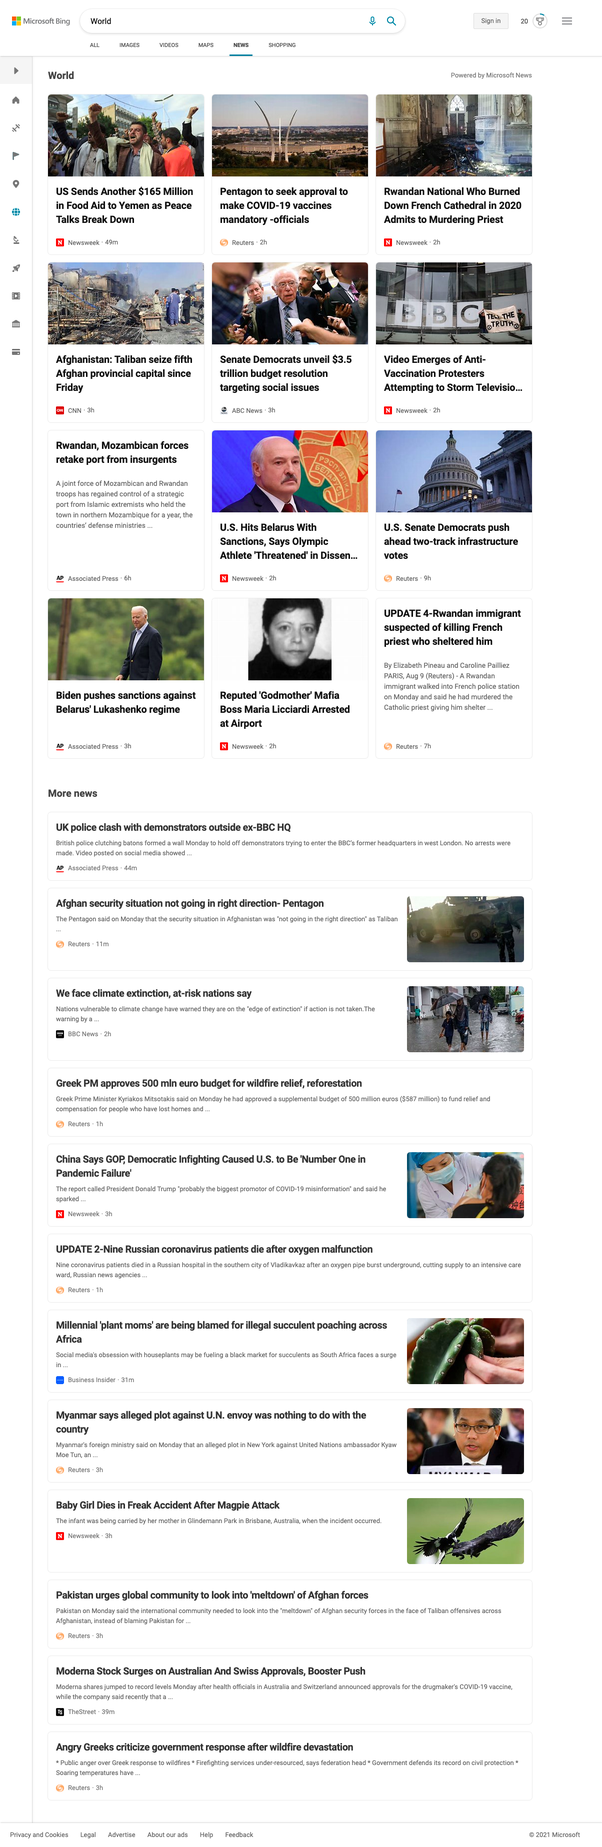 Microsoft Bing
World
Sign in
20
ALL
IMAGES
VIDEOS
MAPS
NEWS
SHOPPING
World
Powered by Microsoft News
US Sends Another $165 Million
in Food Aid to Yemen as Peace
Talks Break Down
Newsweek · 49m
Pentagon to seek approval to
make COVID-19 vaccines
mandatory -officials
Reuters · 2h
Rwandan National Who Burned
Down French Cathedral in 2020
Admits to Murdering Priest
Newsweek · 2h
Afghanistan: Taliban seize fifth
Afghan provincial capital since
Friday
CNN · 3h
Senate Democrats unveil $3.5
trillion budget resolution
targeting social issues
ABC News · 3h
BBC
TELL THE
TRUTH
Video Emerges of Anti-
Vaccination Protesters
Attempting to Storm Televisio...
Newsweek · 2h
Rwandan, Mozambican forces
retake port from insurgents
A joint force of Mozambican and Rwandan
troops has regained control of a strategic
port from Islamic extremists who held the
town in northern Mozambique for a year, the
countries' defense ministries ...
AP Associated Press · 6h
U.S. Hits Belarus With
Sanctions, Says Olympic
Athlete 'Threatened' in Dissen...
Newsweek · 2h
U.S. Senate Democrats push
ahead two-track infrastructure
votes
Reuters · 9h
Biden pushes sanctions against
Belarus' Lukashenko regime
AP Associated Press · 3h
Reputed 'Godmother' Mafia
Boss Maria Licciardi Arrested
at Airport
Newsweek · 2h
UPDATE 4-Rwandan immigrant
suspected of killing French
priest who sheltered him
By Elizabeth Pineau and Caroline Pailliez
PARIS, Aug 9 (Reuters) - A Rwandan
immigrant walked into French police station
on Monday and said he had murdered the
Catholic priest giving him shelter ...
Reuters · 7h
More news
UK police clash with demonstrators outside ex-BBC HQ
British police clutching batons formed a wall Monday to hold off demonstrators trying to enter the BBC's former headquarters in west London. No arrests were
made. Video posted on social media showed ...
AP Associated Press · 44m
Afghan security situation not going in right direction- Pentagon
The Pentagon said on Monday that the security situation in Afghanistan was "not going in the right direction" as Taliban
...
Reuters · 11m
We face climate extinction, at-risk nations say
Nations vulnerable to climate change have warned they are on the "edge of extinction" if action is not taken.The
warning by a ...
BBC News · 2h
Greek PM approves 500 mln euro budget for wildfire relief, reforestation
Greek Prime Minister Kyriakos Mitsotakis said on Monday he had approved a supplemental budget of 500 million euros ($587 million) to fund relief and
compensation for people who have lost homes and ...
Reuters · 1h
China Says GOP, Democratic Infighting Caused U.S. to Be 'Number One in
Pandemic Failure'
The report called President Donald Trump "probably the biggest promotor of COVID-19 misinformation" and said he
sparked ...
Newsweek · 3h
UPDATE 2-Nine Russian coronavirus patients die after oxygen malfunction
Nine coronavirus patients died in a Russian hospital in the southern city of Vladikavkaz after an oxygen pipe burst underground, cutting supply to an intensive care
ward, Russian news agencies ...
Reuters · 1h
Millennial 'plant moms' are being blamed for illegal succulent poaching across
Africa
Social media's obsession with houseplants may be fueling a black market for succulents as South Africa faces a surge
in ...
Business Insider · 31m
Myanmar says alleged plot against U.N. envoy was nothing to do with the
country
Myanmar's foreign ministry said on Monday that an alleged plot in New York against United Nations ambassador Kyaw
Moe Tun, an ...
Reuters · 3h
MYANMAR
Baby Girl Dies in Freak Accident After Magpie Attack
The infant was being carried by her mother in Glindemann Park in Brisbane, Australia, when the incident occurred.
Newsweek · 3h
Pakistan urges global community to look into 'meltdown' of Afghan forces
Pakistan on Monday said the international community needed to look into the "meltdown" of Afghan security forces in the face of Taliban offensives across
Afghanistan, instead of blaming Pakistan for ...
Reuters · 3h
Moderna Stock Surges on Australian And Swiss Approvals, Booster Push
Moderna shares jumped to record levels Monday after health officials in Australia and Switzerland announced approvals for the drugmaker's COVID-19 vaccine,
while the company said recently that a ...
TheStreet · 39m
Angry Greeks criticize government response after wildfire devastation
* Public anger over Greek response to wildfires * Firefighting services under-resourced, says federation head * Government defends its record on civil protection *
Soaring temperatures have ...
Reuters · 3h
Privacy and Cookies
Legal
Advertise
About our ads
Help
Feedback
© 2021 Microsoft